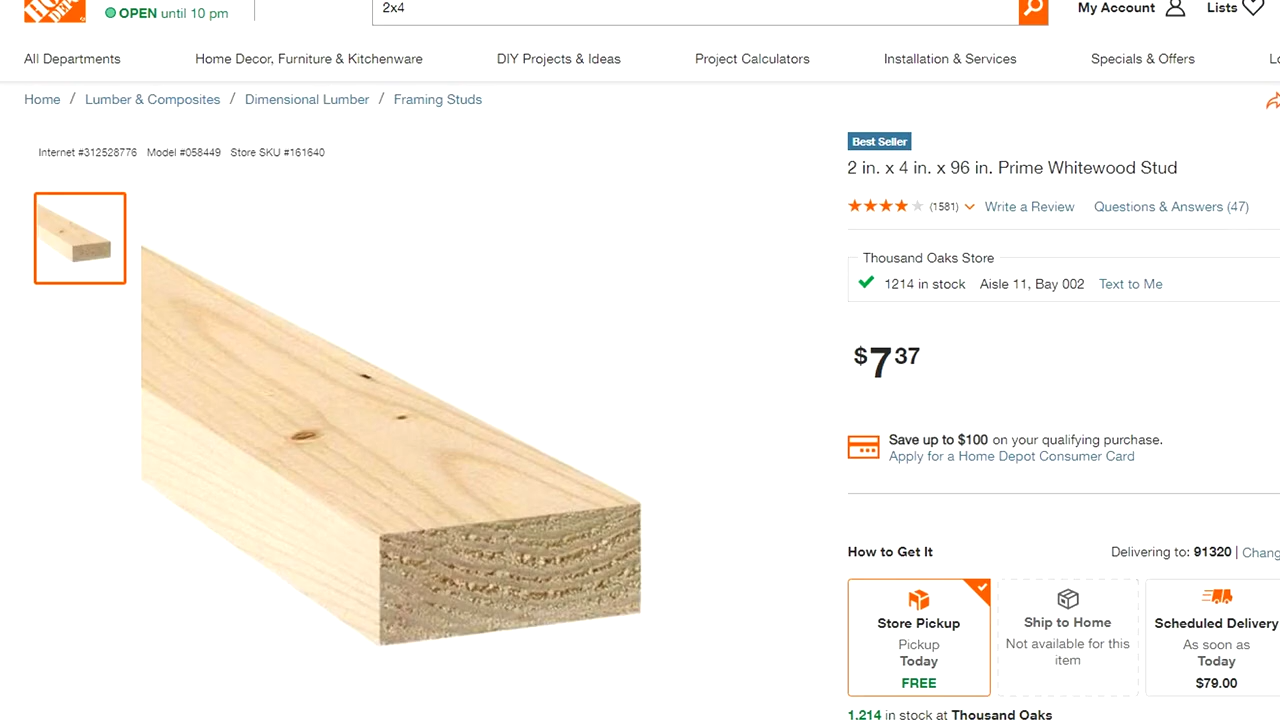 HO
DEPO
OPEN until 10 pm
2x4
My Account
Lists
All Departments
Home Decor, Furniture & Kitchenware
DIY Projects & Ideas
Project Calculators
Installation & Services
Specials & Offers
Lo
Home / Lumber & Composites / Dimensional Lumber / Framing Studs
Internet #312528776 Model #058449 Store SKU #161640
Best Seller
2 in. x 4 in. x 96 in. Prime Whitewood Stud
(1581) Write a Review Questions & Answers (47)
Thousand Oaks Store
1214 in stock Aisle 11, Bay 002 Text to Me
$7 37
Save up to $100 on your qualifying purchase.
Apply for a Home Depot Consumer Card
How to Get It
Delivering to: 91320 | Chang
Store Pickup
Pickup
Today
FREE
Ship to Home
Not available for this
item
Scheduled Delivery
As soon as
Today
$79.00
1,214 in stock at Thousand Oaks